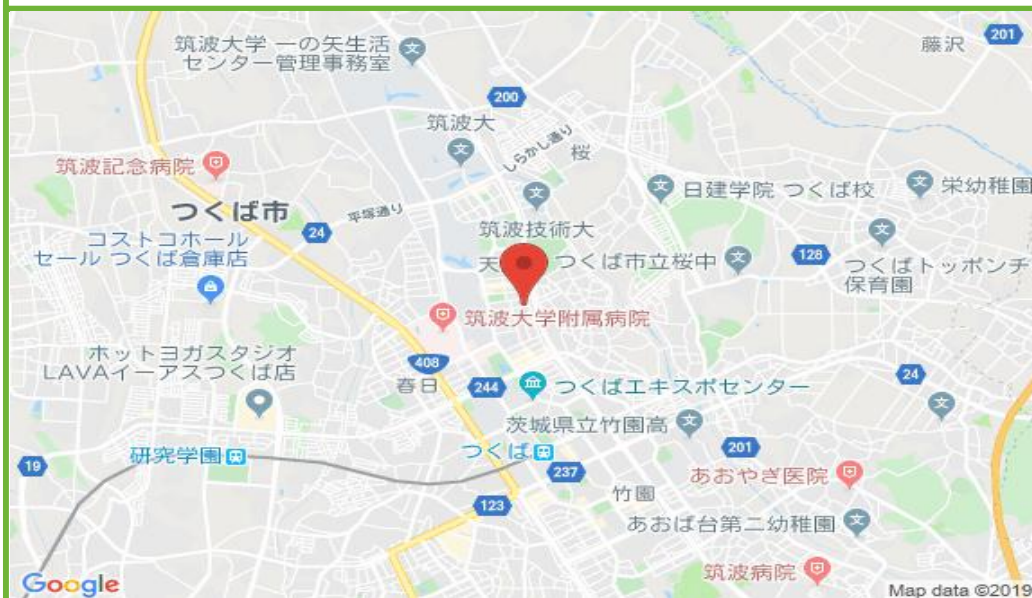 筑波大学 一の矢生活
センター管理事務室
藤沢
201
200
筑波大
しらかし通り
桜
筑波記念病院
日建学院 つくば校
栄幼稚園
つくば市
平塚通り
24
筑波技術大
コストコホール
セール つくば倉庫店
天
つくば市立桜中
128
つくばトッポンチ
保育園
筑波大学附属病院
ホットヨガスタジオ
LAVAイーアスつくば店
408
春日
244
つくばエキスポセンター
24
茨城県立竹園高
つくば
研究学園
19
237
201
あおやぎ医院
竹園
123
あおば台第二幼稚園
筑波病院
Google
Map data ©2019